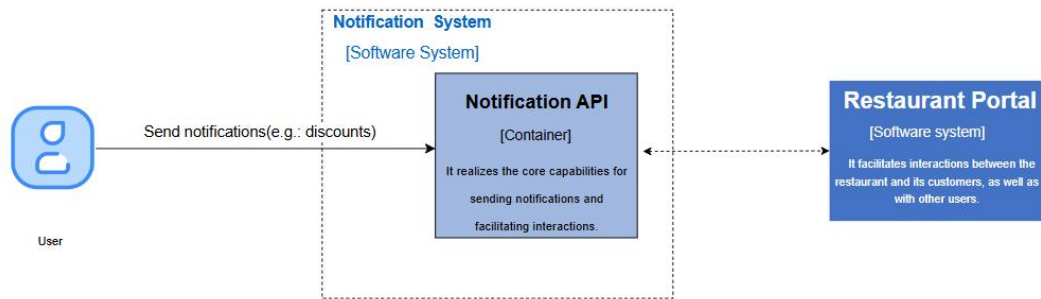 Notification System
[Software System]
Notification API
[Container]
It realizes the core capabilities for
sending notifications and
facilitating interactions.
Send notifications(e.g.: discounts)
User
Restaurant Portal
[Software system]
It facilitates interactions between the
restaurant and its customers, as well as
with other users.